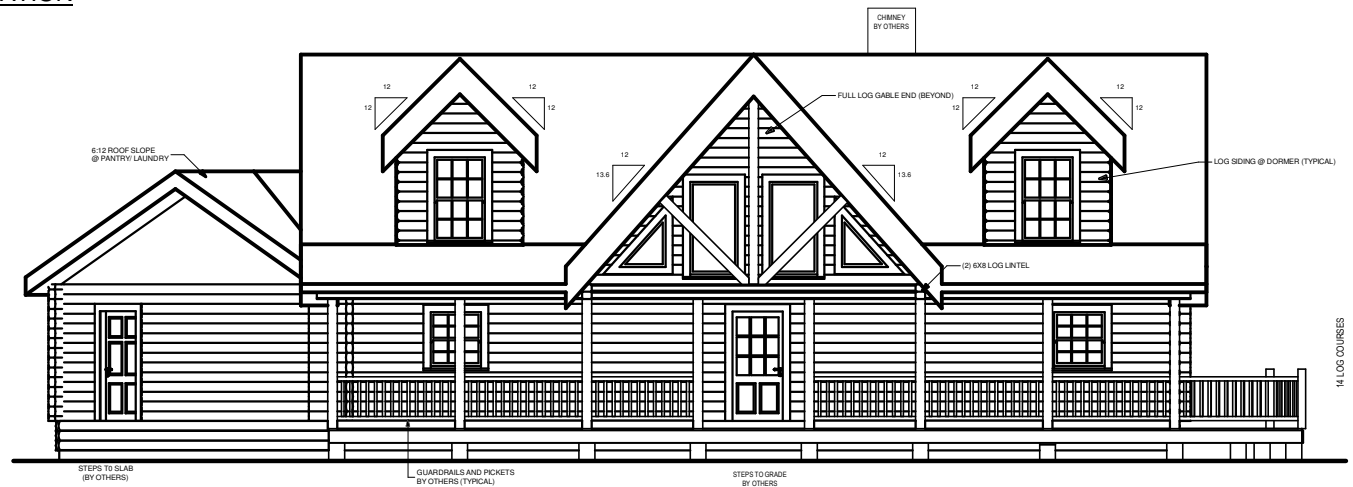 CHIMNEY
BY OTHERS
12
12
12
12
12
12
12
12
FULL LOG GABLE END (BEYOND)
6:12 ROOF SLOPE
@ PANTRY/ LAUNDRY
12
13.6
12
13.6
LOG SIDING @ DORMER (TYPICAL)
(2) 6X8 LOG LINTEL
14 LOG COURSES
STEPS T0 SLAB
(BY OTHERS)
GUARDRAILS AND PICKETS
BY OTHERS (TYPICAL)
STEPS TO GRADE
BY OTHERS